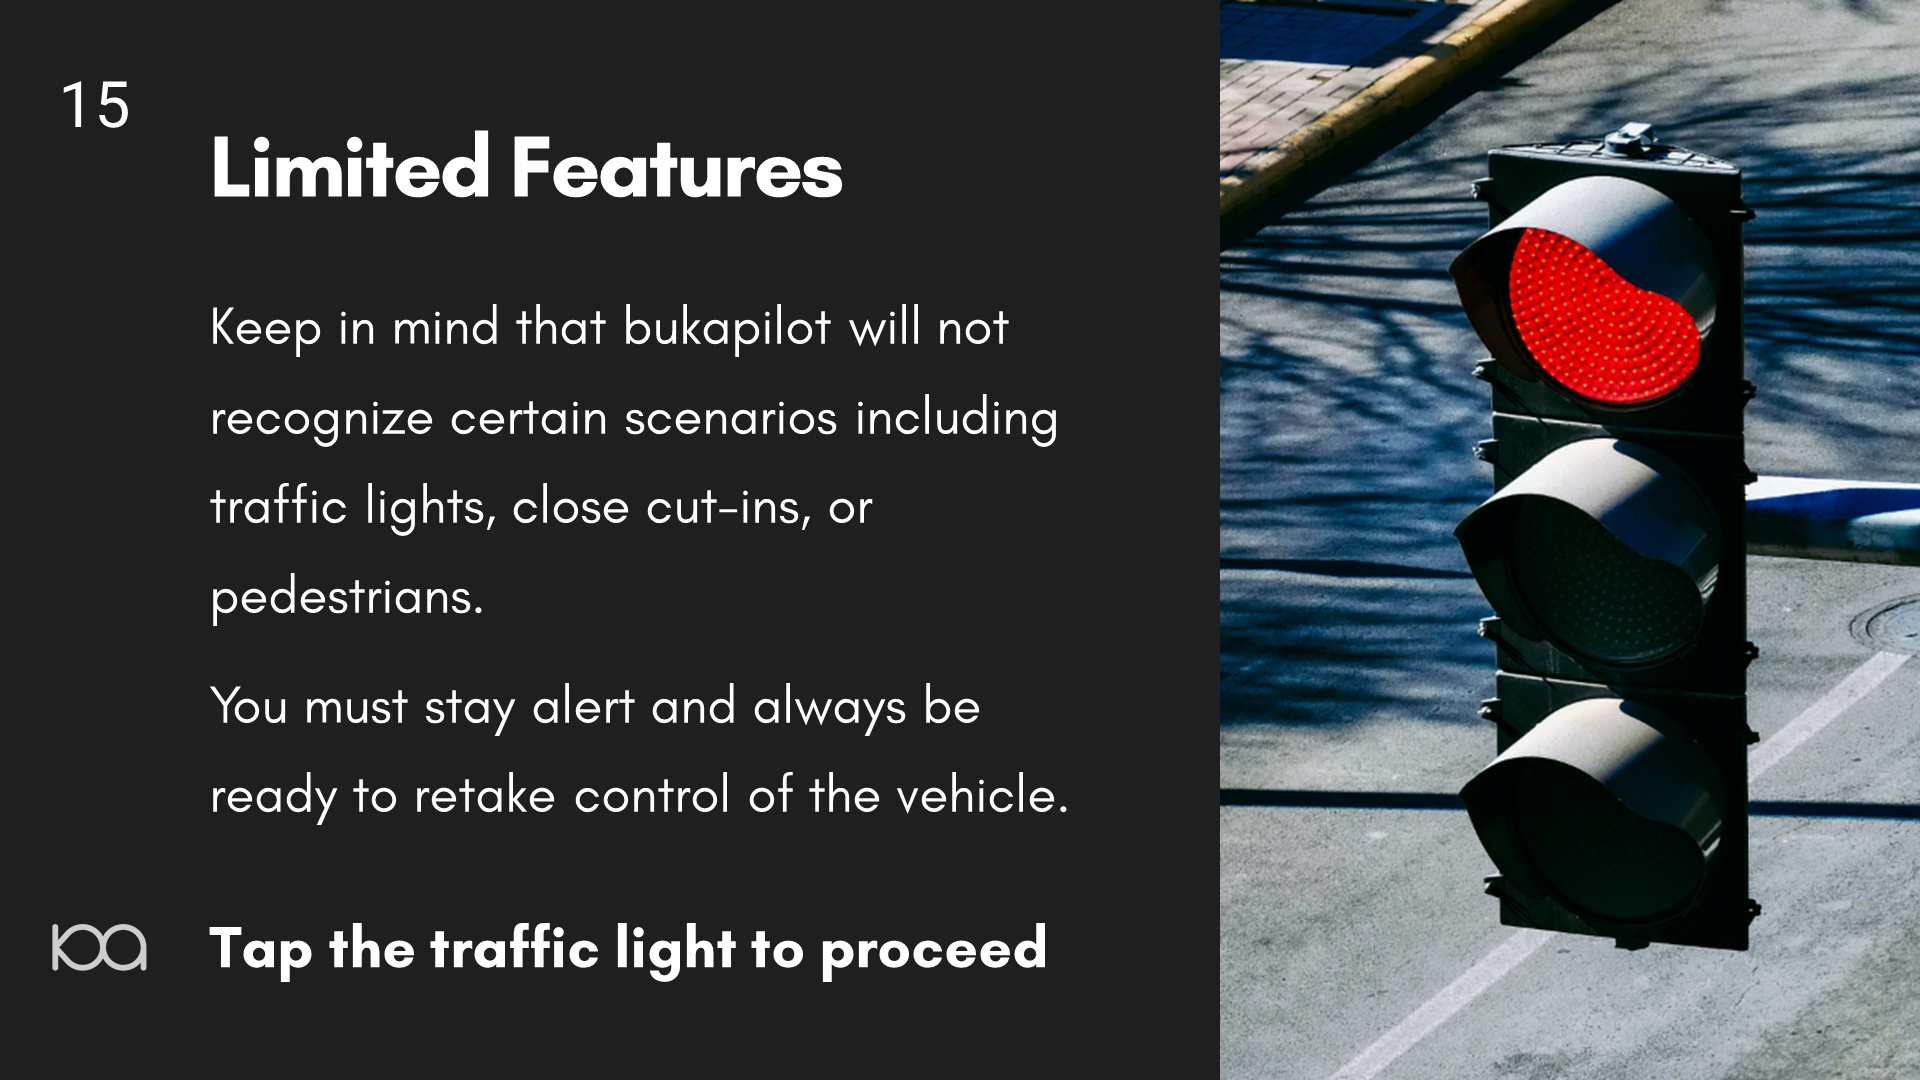 15
Limited Features
Keep in mind that bukapilot will not
recognize certain scenarios including
traffic lights, close cut-ins, or
pedestrians.
You must stay alert and always be
ready to retake control of the vehicle.
Tap the traffic light to proceed